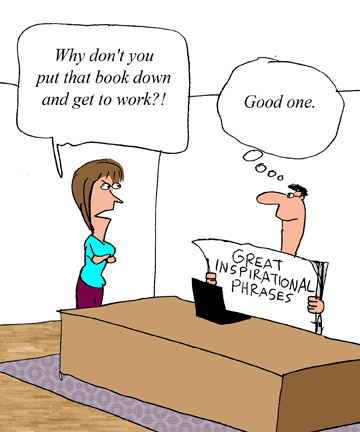 Why don't you
put that book down
and get to work?!
Good one.
GREAT
INSPIRATIONAL
PHRASES